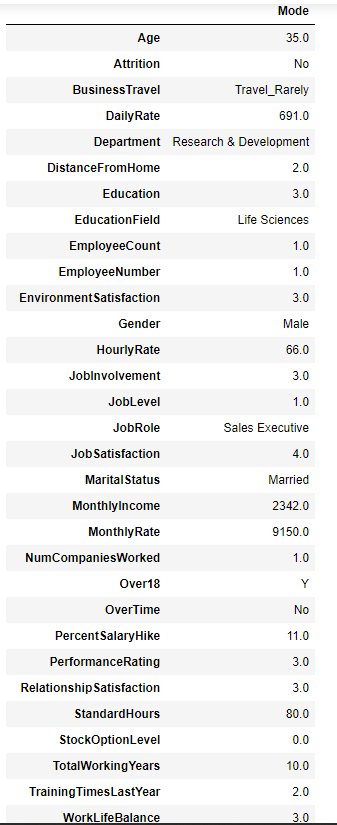 Mode
Age 35.0
Attrition No
BusinessTravel Travel_Rarely
DailyRate 691.0
Department Research & Development
DistanceFromHome 2.0
Education 3.0
EducationField Life Sciences
EmployeeCount 1.0
EmployeeNumber 1.0
EnvironmentSatisfaction 3.0
Gender Male
HourlyRate 66.0
JobInvolvement 3.0
JobLevel 1.0
JobRole Sales Executive
JobSatisfaction 4.0
MaritalStatus Married
MonthlyIncome 2342.0
MonthlyRate 9150.0
NumCompaniesWorked 1.0
Over18 Y
OverTime No
PercentSalaryHike 11.0
PerformanceRating 3.0
RelationshipSatisfaction 3.0
StandardHours 80.0
StockOptionLevel 0.0
TotalWorkingYears 10.0
TrainingTimesLastYear 2.0
WorkLifeBalance 3.0